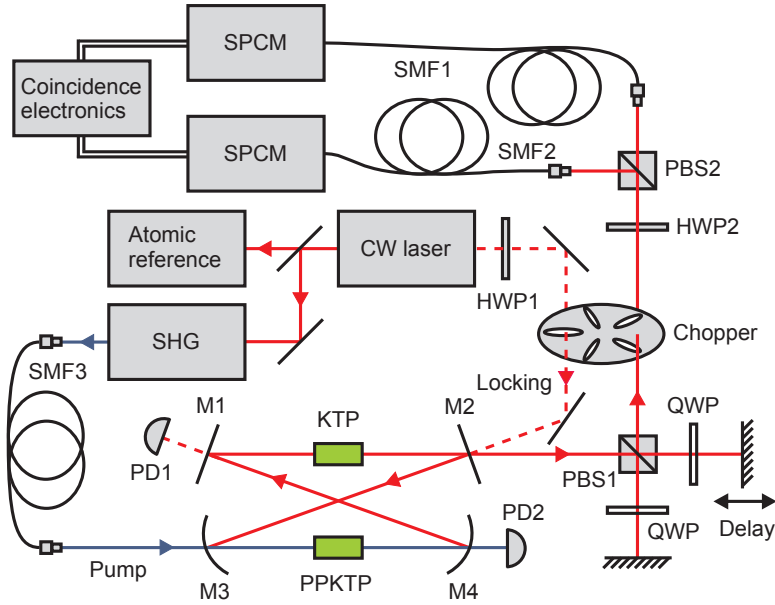 SPCM
SMF1
Coincidence
electronics
SPCM
SMF2
PBS2
HWP2
Atomic
reference
CW laser
HWP1
Chopper
SHG
SMF3
Locking
M1
KTP
M2
QWP
PD1
PBS1
PD2
QWP
Delay
Pump
M3
PPKTP
M4